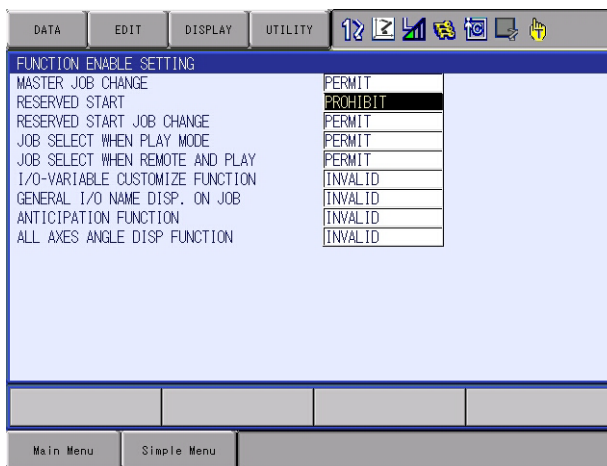 DATA EDIT DISPLAY UTILITY
FUNCTION ENABLE SETTING
MASTER JOB CHANGE PERMIT
RESERVED START PROHIBIT
RESERVED START JOB CHANGE PERMIT
JOB SELECT WHEN PLAY MODE PERMIT
JOB SELECT WHEN REMOTE AND PLAY PERMIT
I/O-VARIABLE CUSTOMIZE FUNCTION INVALID
GENERAL I/O NAME DISP. ON JOB INVALID
ANTICIPATION FUNCTION INVALID
ALL AXES ANGLE DISP FUNCTION INVALID
Main Menu Simple Menu